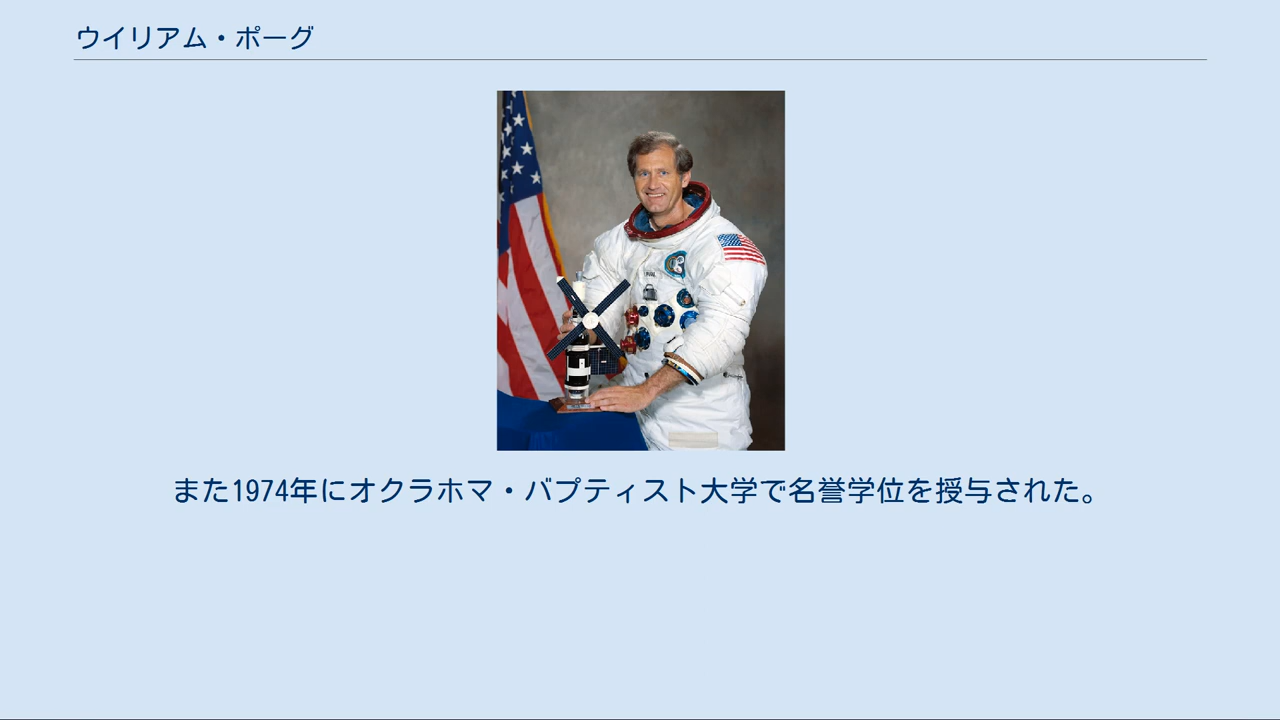 ウイリアム・ポーグ
また1974年にオクラホマ・バプティスト大学で名誉学位を授与された。